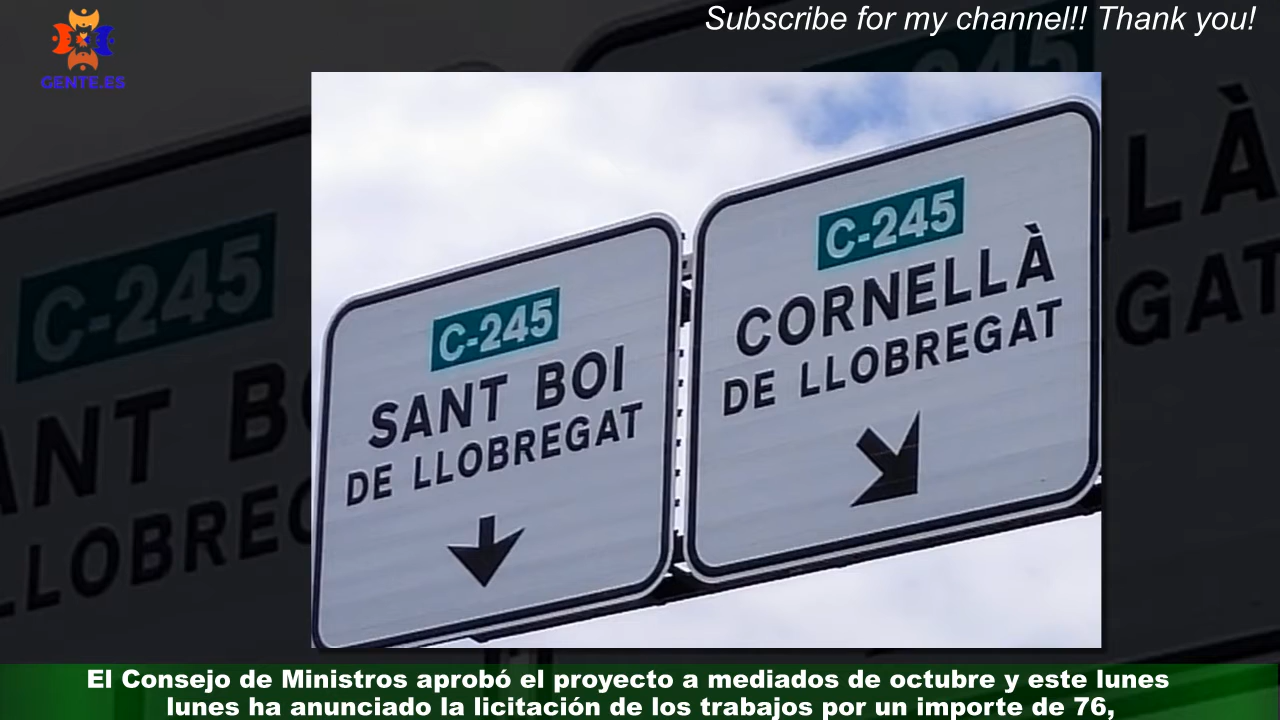 Subscribe for my channel!! Thank you!
GENTE.ES
C-245
SANT BOI
DE LLOBREGAT
C-245
CORNELLÀ
DE LLOBREGAT
El Consejo de Ministros aprobó el proyecto a mediados de octubre y este lunes
lunes ha anunciado la licitación de los trabajos por un importe de 76,